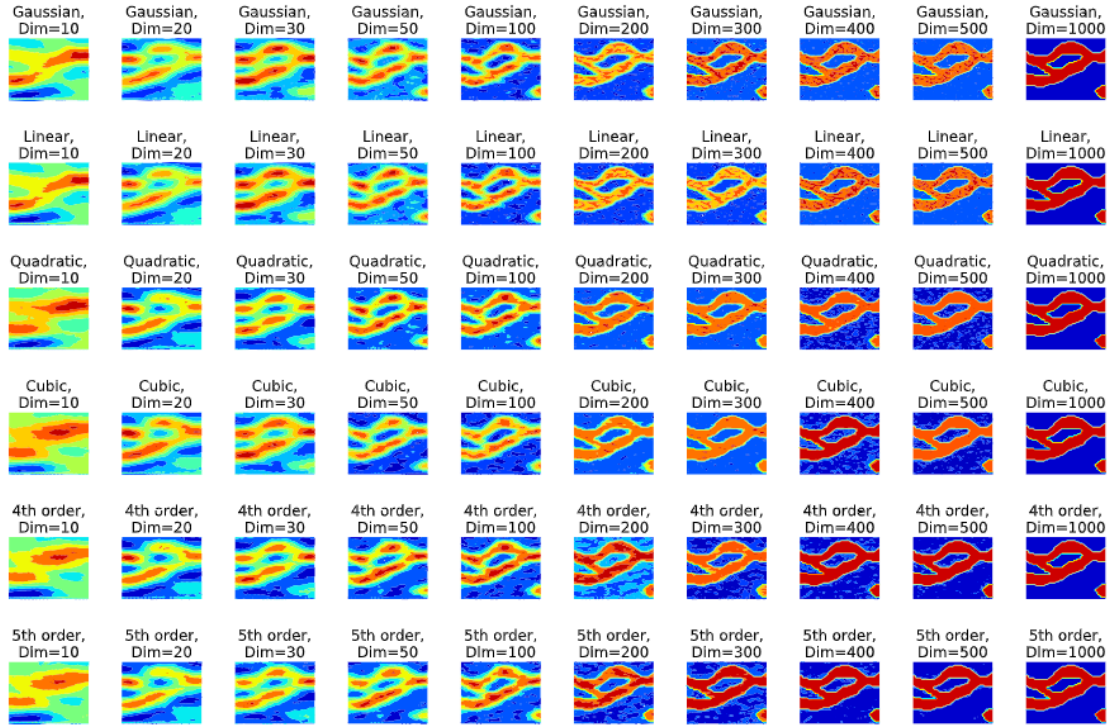 Gaussian, Gaussian, Gaussian, Gaussian, Gaussian, Gaussian, Gaussian, Gaussian, Gaussian, Gaussian,
Dim=10 Dim=20 Dim=30 Dim=50 Dim=100 Dim=200 Dim=300 Dim=400 Dim=500 Dim=1000
Linear, Linear, Linear, Linear, Linear, Linear, Linear, Linear, Linear, Linear,
Dim=10 Dim=20 Dim=30 Dim=50 Dim=100 Dim=200 Dim=300 Dim=400 Dim=500 Dim=1000
Quadratic, Quadratic, Quadratic, Quadratic, Quadratic, Quadratic, Quadratic, Quadratic, Quadratic, Quadratic,
Dim=10 Dim=20 Dim=30 Dim=50 Dim=100 Dim=200 Dim=300 Dim=400 Dim=500 Dim=1000
Cubic, Cubic, Cubic, Cubic, Cubic, Cubic, Cubic, Cubic, Cubic, Cubic,
Dim=10 Dim=20 Dim=30 Dim=50 Dim=100 Dim=200 Dim=300 Dim=400 Dim=500 Dim=1000
4th order, 4th order, 4th order, 4th order, 4th order, 4th order, 4th order, 4th order, 4th order, 4th order,
Dim=10 Dim=20 Dim=30 Dim=50 Dim=100 Dim=200 Dim=300 Dim=400 Dim=500 Dim=1000
5th order, 5th order, 5th order, 5th order, 5th order, 5th order, 5th order, 5th order, 5th order, 5th order,
Dim=10 Dim=20 Dim=30 Dim=50 Dim=100 Dim=200 Dim=300 Dim=400 Dim=500 Dim=1000